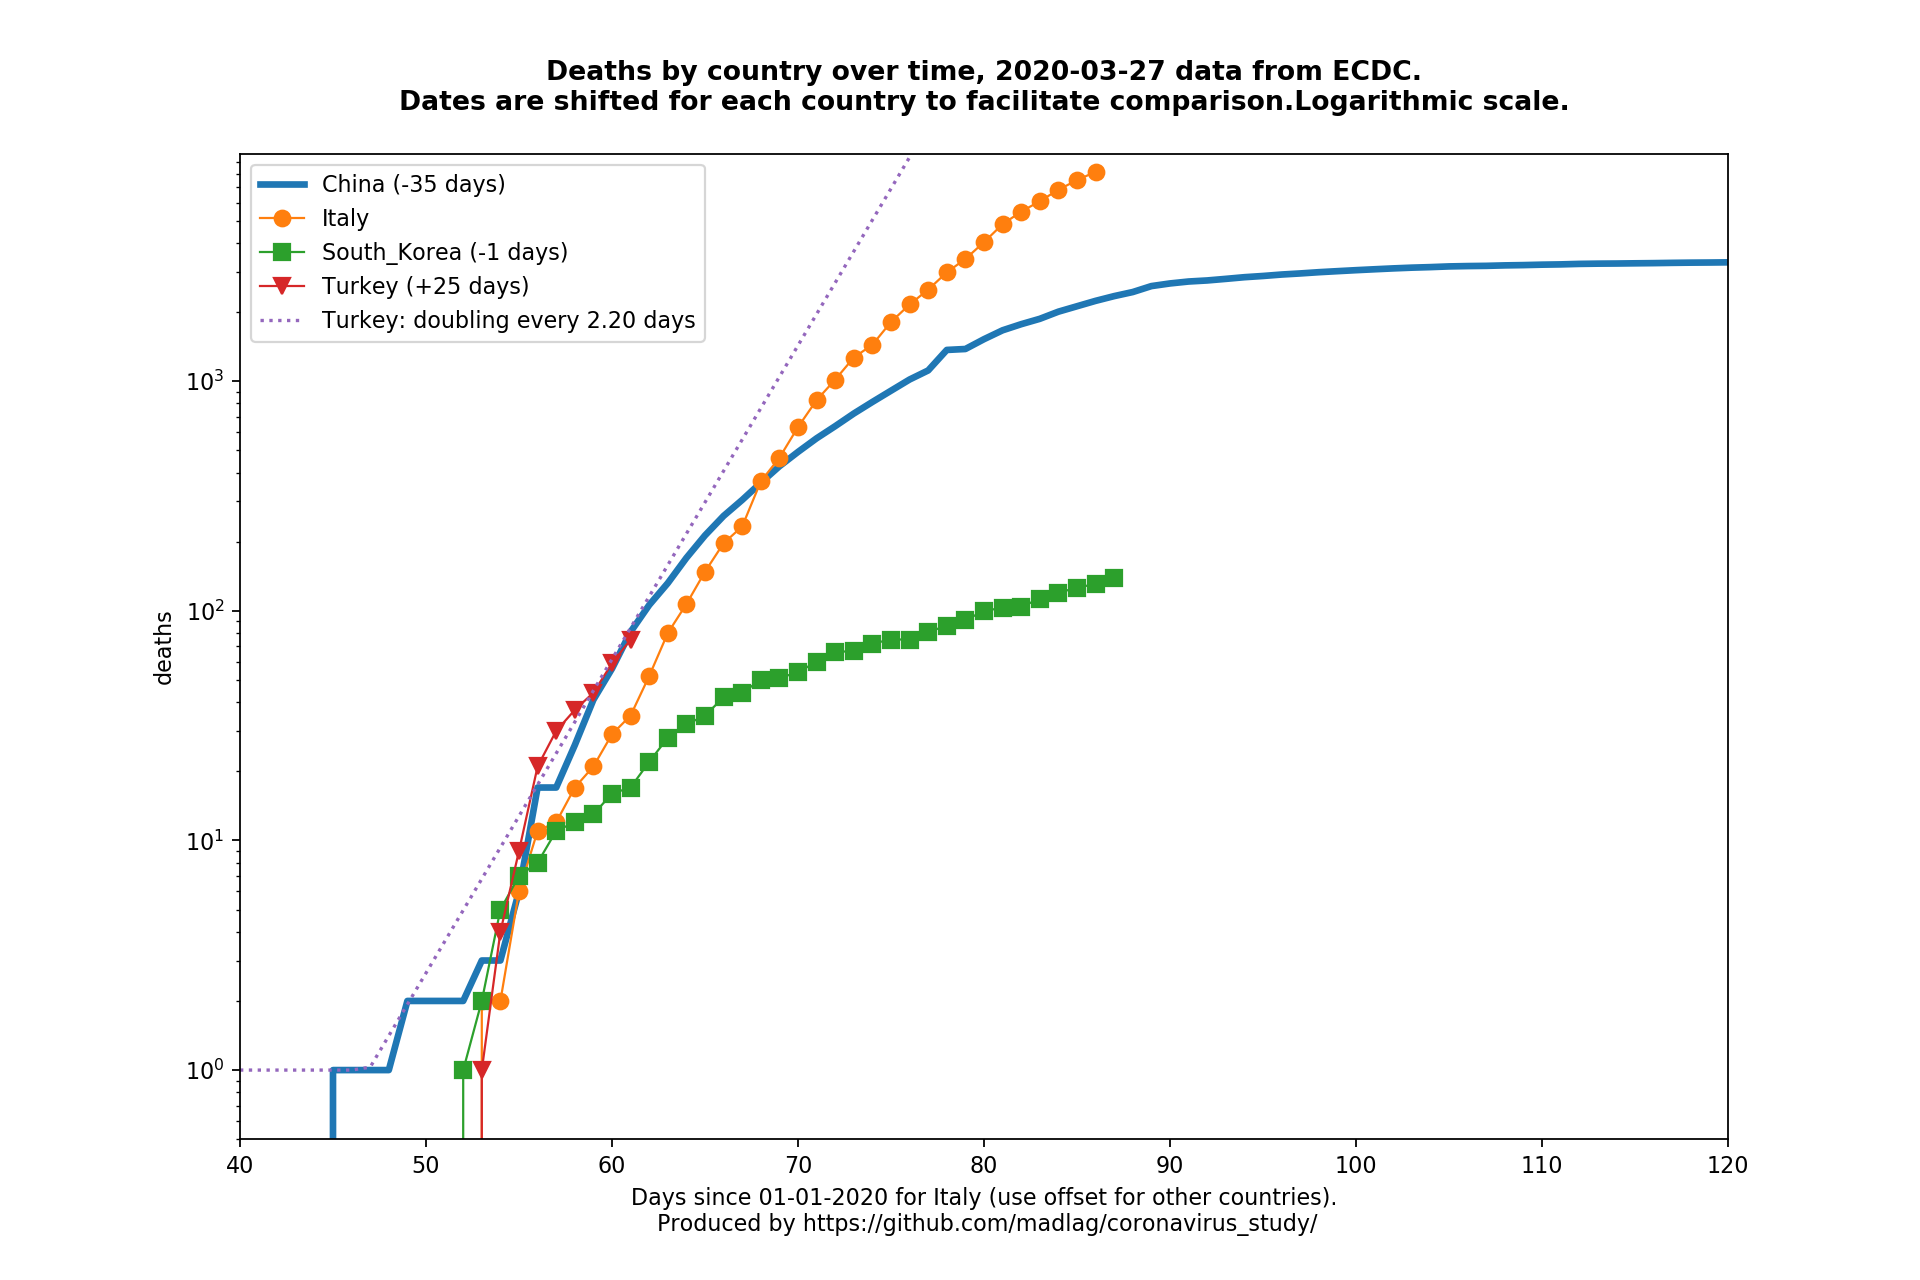 Deaths by country over time, 2020-03-27 data from ECDC.
Dates are shifted for each country to facilitate comparison.Logarithmic scale.
China (-35 days)
Italy
South_Korea (-1 days)
Turkey (+25 days)
Turkey: doubling every 2.20 days
deaths
10³
10²
10¹
10⁰
40 50 60 70 80 90 100 110 120
Days since 01-01-2020 for Italy (use offset for other countries).
Produced by https://github.com/madlag/coronavirus_study/